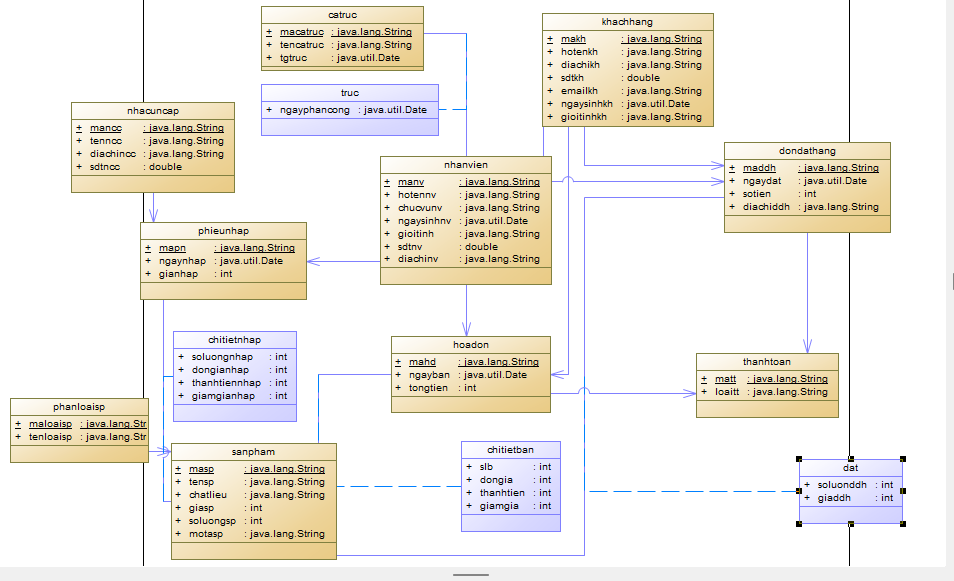 catruc
+ macatruc : java.lang.String
+ tencatruc : java.lang.String
+ tgtruc : java.util.Date
khachhang
+ makh : java.lang.String
+ hotenkh : java.lang.String
+ diachikh : java.lang.String
+ sdtkh : double
+ emailkh : java.lang.String
+ ngaysinhkh : java.util.Date
+ gioitinhkh : java.lang.String
truc
+ ngayphancong : java.util.Date
nhacuncap
+ mancc : java.lang.String
+ tenncc : java.lang.String
+ diachincc : java.lang.String
+ sdtncc : double
dondathang
+ maddh : java.lang.String
+ ngaydat : java.util.Date
+ sotien : int
+ diachiddh : java.lang.String
nhanvien
+ manv : java.lang.String
+ hotennv : java.lang.String
+ chucvunv : java.lang.String
+ ngaysinhnv : java.util.Date
+ gioitinh : java.lang.String
+ sdtnv : double
+ diachinv : java.lang.String
phieunhap
+ mapn : java.lang.String
+ ngaynhap : java.util.Date
+ gianhap : int
chitietnhap
+ soluongnhap : int
+ dongianhap : int
+ thanhtiennhap : int
+ giamgianhap : int
hoadon
+ mahd : java.lang.String
+ ngayban : java.util.Date
+ tongtien : int
thanhtoan
+ matt : java.lang.String
+ loaitt : java.lang.String
phanloaisp
+ maloaisp : java.lang.Str
+ tenloaisp : java.lang.Str
sanpham
+ masp : java.lang.String
+ tensp : java.lang.String
+ chatlieu : java.lang.String
+ giasp : int
+ soluongsp : int
+ motasp : java.lang.String
chitietban
+ slb : int
+ dongia : int
+ thanhtien : int
+ giamgia : int
dat
+ soluonddh : int
+ giaddh : int